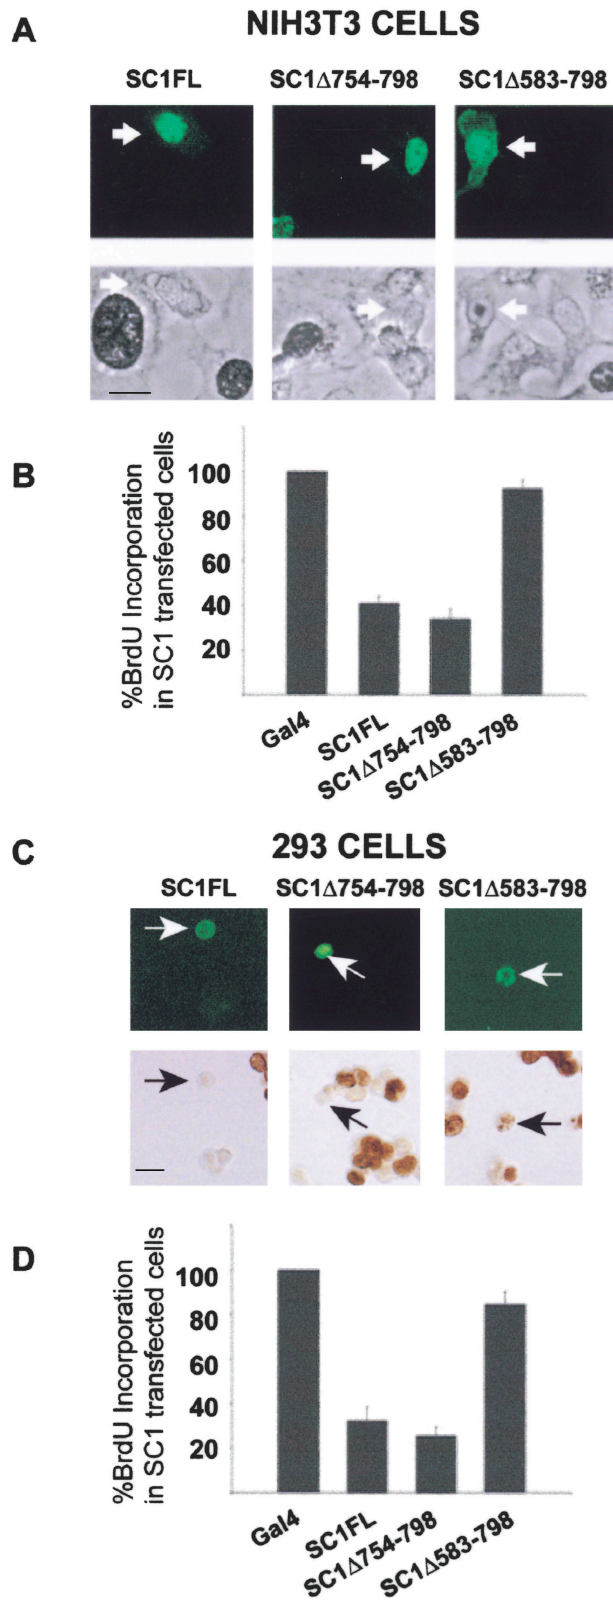 A
NIH3T3 CELLS
SC1FL SC1Δ754-798 SC1Δ583-798
B
%BrdU Incorporation
in SC1 transfected cells
100
80
60
40
20
Gal4 SC1FL SC1Δ754-798 SC1Δ583-798
C
293 CELLS
SC1FL SC1Δ754-798 SC1Δ583-798
D
%BrdU Incorporation
in SC1 transfected cells
100
80
60
40
20
Gal4 SC1FL SC1Δ754-798 SC1Δ583-798